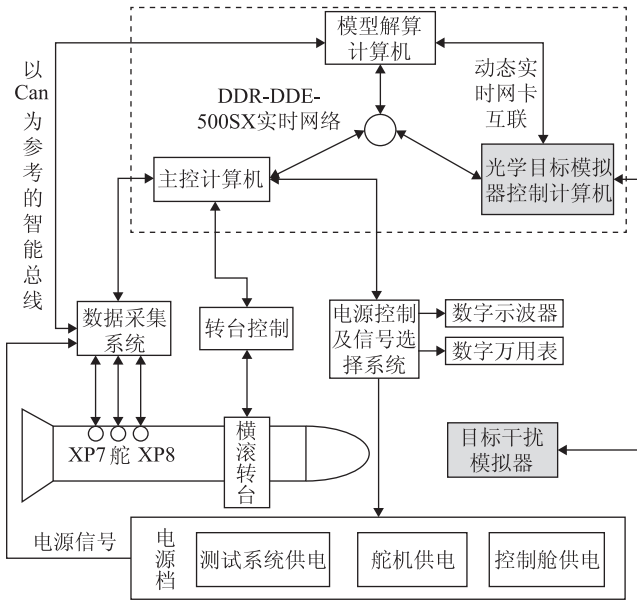 模型解算
计算机
以
Can
为
参
考
的
智
能
总
线
DDR-DDE-
500SX实时网络
动态实
时网卡
互联
主控计算机
光学目标模拟
器控制计算机
数据采集
系统
转台控制
电源控制
及信号选
择系统
数字示波器
数字万用表
XP7 舵 XP8
横
滚
转
台
目标干扰
模拟器
电源信号
电
源
档
测试系统供电
舵机供电
控制舱供电